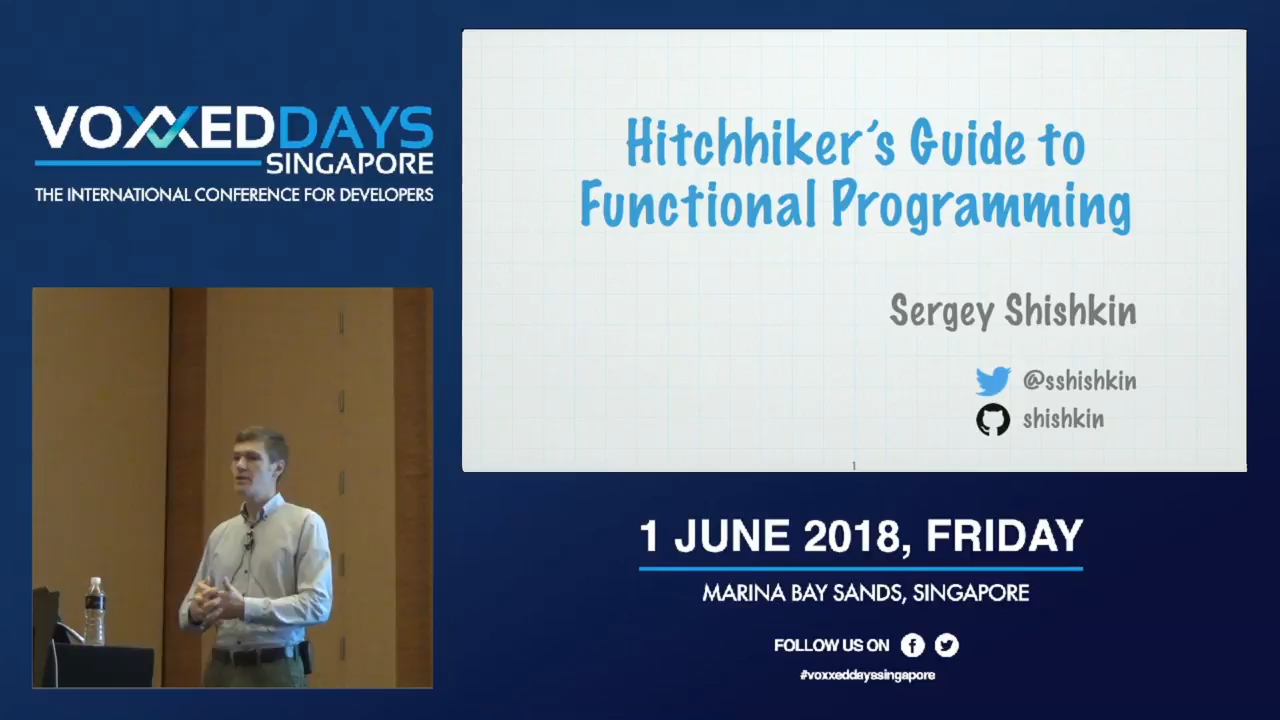 VOXXEDDAYS
SINGAPORE
THE INTERNATIONAL CONFERENCE FOR DEVELOPERS
Hitchhiker's Guide to
Functional Programming
Sergey Shishkin
@sshishkin
shishkin
1
1 JUNE 2018, FRIDAY
MARINA BAY SANDS, SINGAPORE
FOLLOW US ON
#voxxeddayssingapore